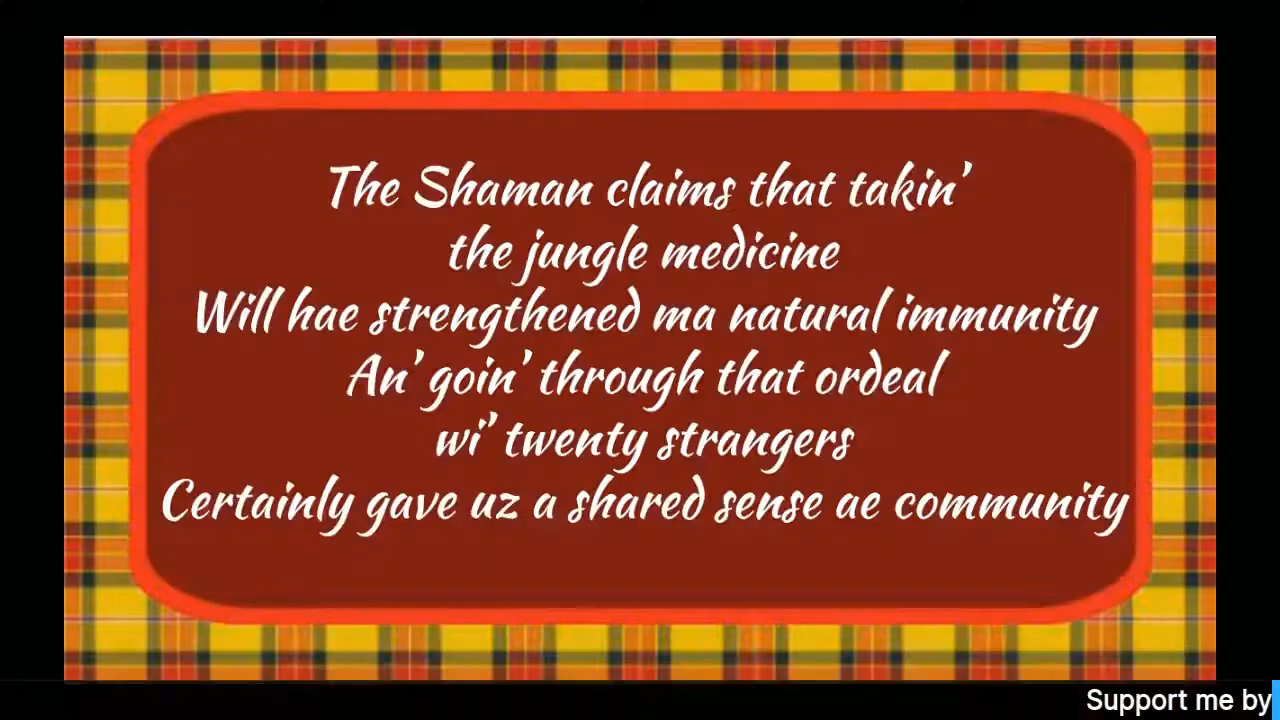 The Shaman claims that takin'
the jungle medicine
Will hae strengthened ma natural immunity
An' goin' through that ordeal
wi' twenty strangers
Certainly gave uz a shared sense ae community
Support me by